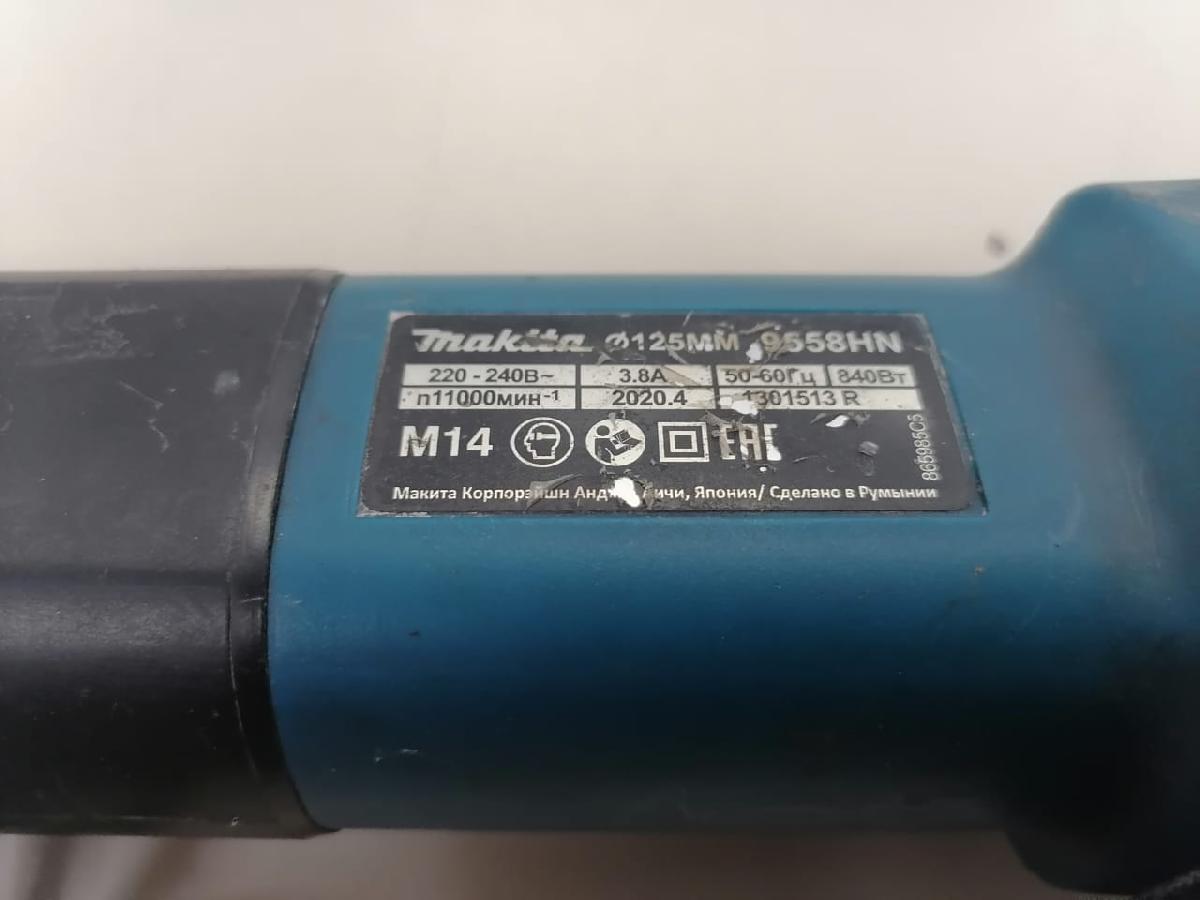 makita Ø125мм 9558HN
220 - 240В~ 3.8А 50-60Гц 840Вт
n11000мин-¹ 2020.4 1301513 R
M14 EAC
865985C5
Макита Корпорэйшн Япония/ Сделано в Румынии